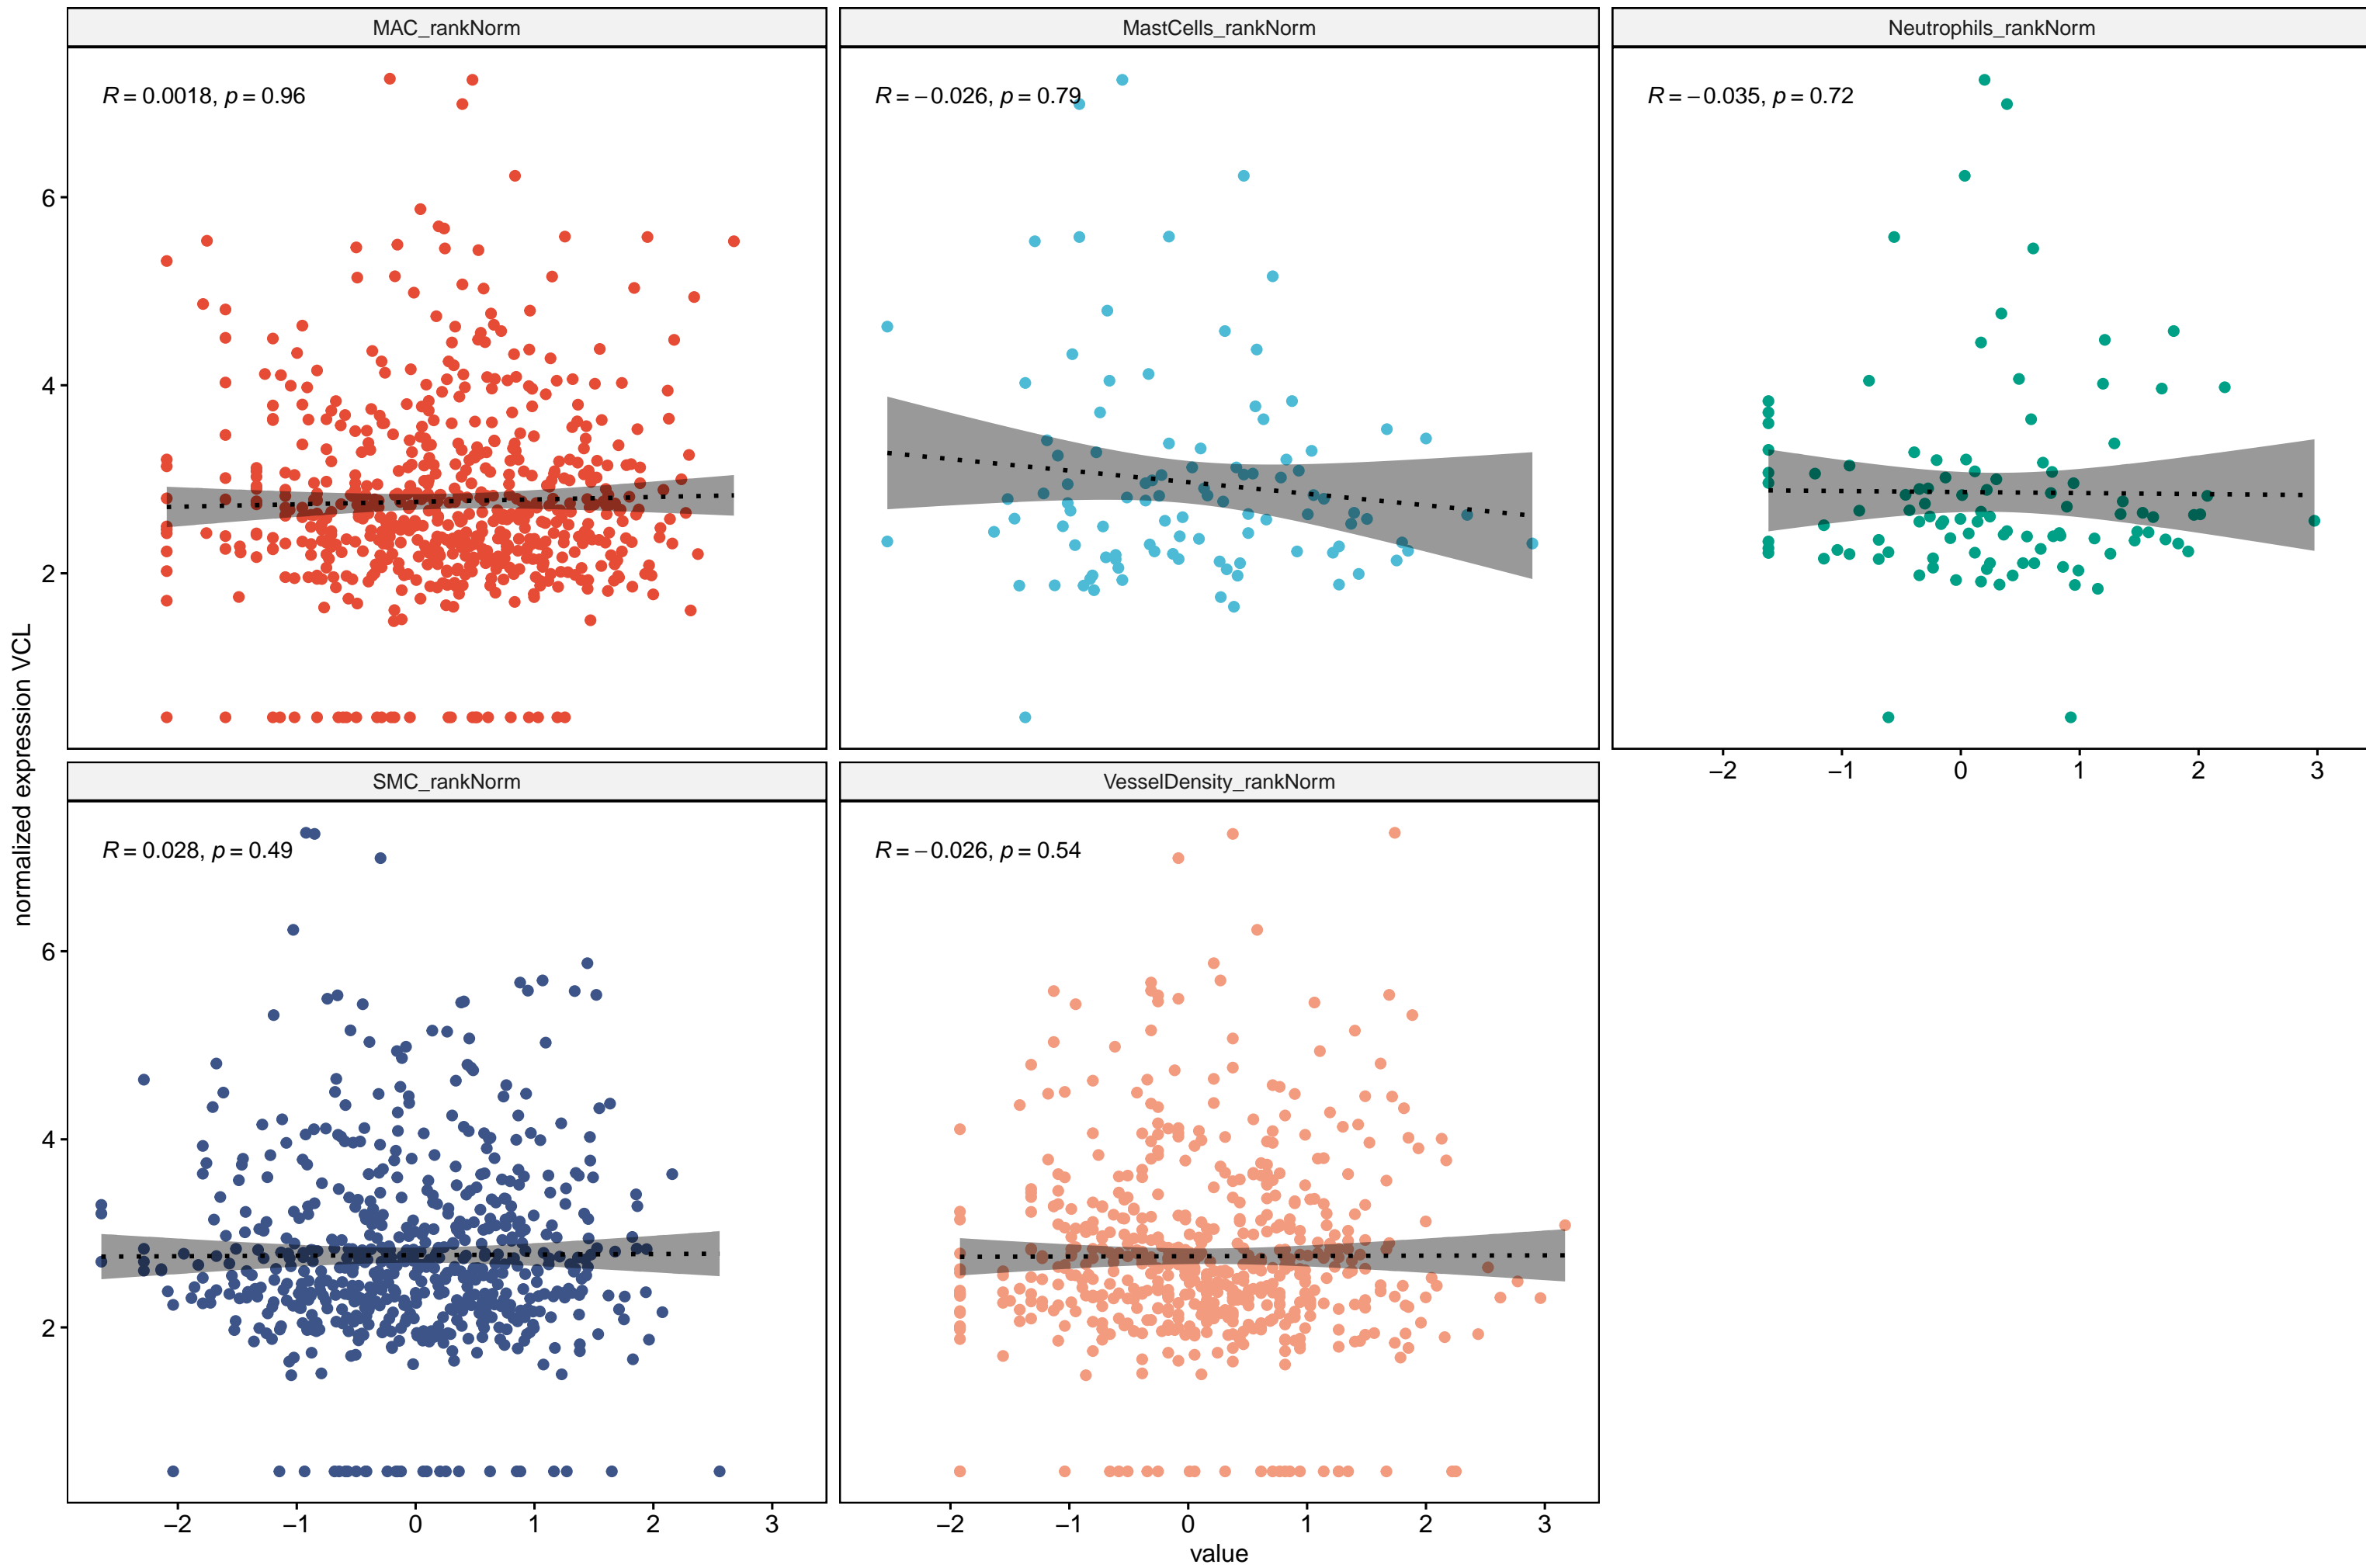 MAC_rankNorm
MastCells_rankNorm
Neutrophils_rankNorm
R = 0.0018, p = 0.96
R = −0.026, p = 0.79
R = −0.035, p = 0.72
6
4
2
−2 −1 0 1 2 3
SMC_rankNorm
VesselDensity_rankNorm
R = 0.028, p = 0.49
R = −0.026, p = 0.54
6
4
2
−2 −1 0 1 2 3
−2 −1 0 1 2 3
value
normalized expression VCL